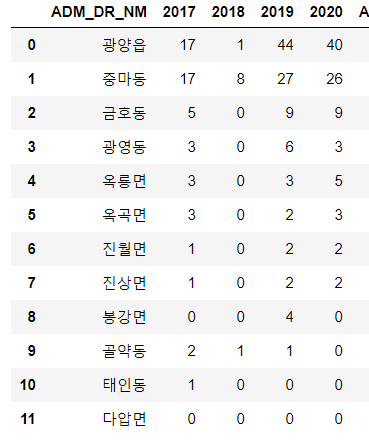 ADM_DR_NM 2017 2018 2019 2020 A
0 광양읍 17 1 44 40
1 중마동 17 8 27 26
2 금호동 5 0 9 9
3 광영동 3 0 6 3
4 옥룡면 3 0 3 5
5 옥곡면 3 0 2 3
6 진월면 1 0 2 2
7 진상면 1 0 2 2
8 봉강면 0 0 4 0
9 골약동 2 1 1 0
10 태인동 1 0 0 0
11 다압면 0 0 0 0